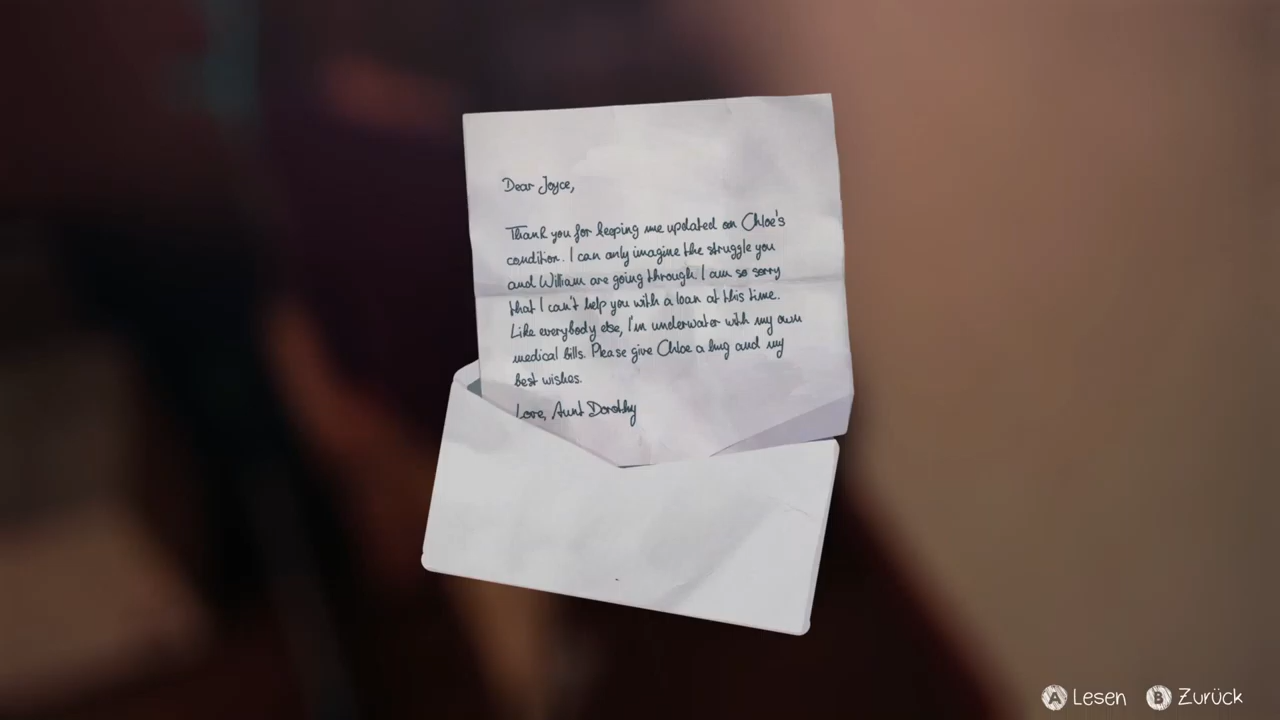 Dear Joyce,
Thank you for keeping me updated on Chloe's
condition. I can only imagine the struggle you
and William are going through. I am so sorry
that I can't help you with a loan at this time.
Like everybody else, I'm underwater with my own
medical bills. Please give Chloe a hug and my
best wishes.
Love, Aunt Dorothy
A Lesen B Zurück